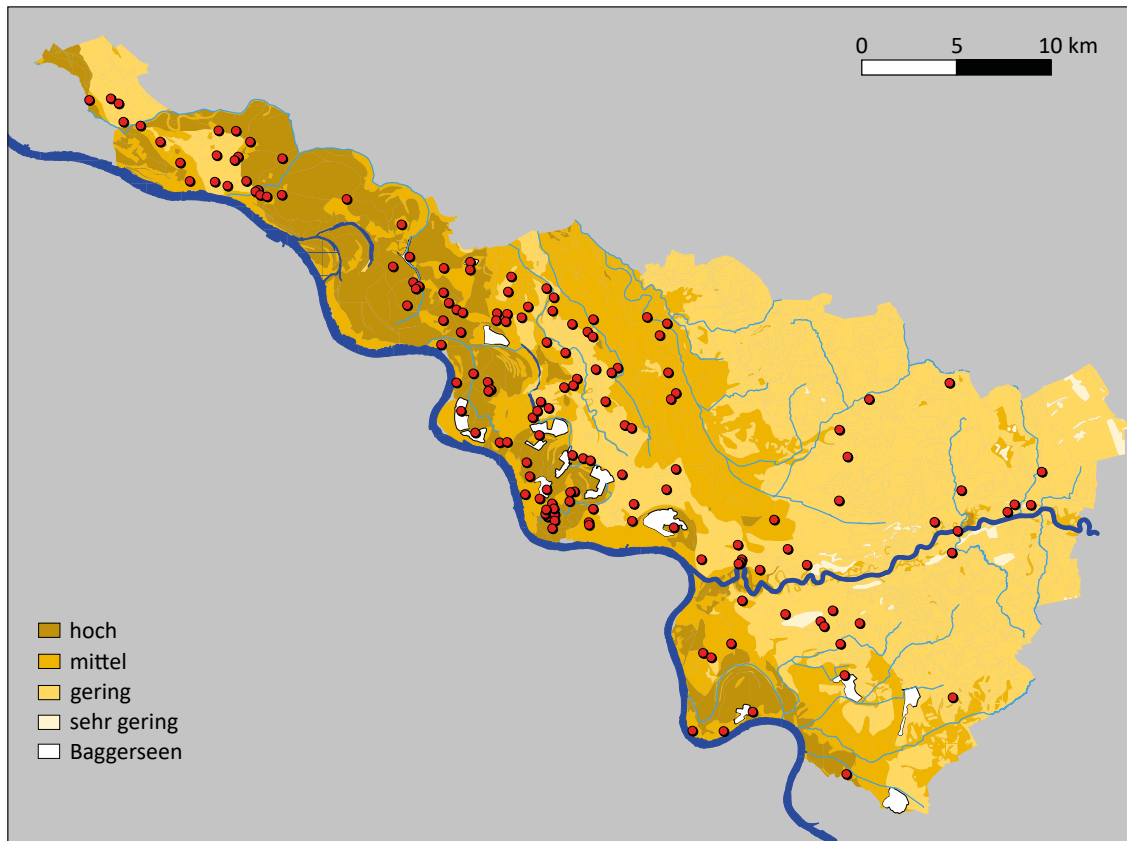 0 5 10 km
hoch
mittel
gering
sehr gering
Baggerseen